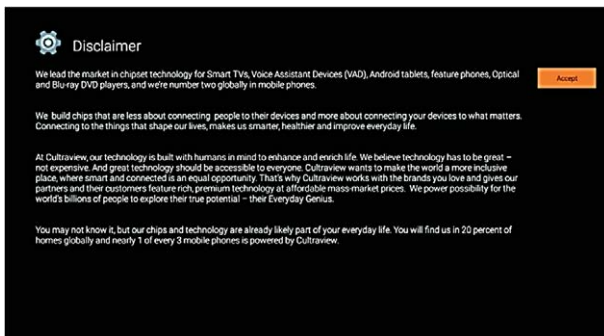 Disclaimer
We lead the market in chipset technology for Smart TVs, Voice Assistant Devices (VAD), Android tablets, feature phones, Optical
and Blu-ray DVD players, and we're number two globally in mobile phones.
Accept
We build chips that are less about connecting people to their devices and more about connecting your devices to what matters.
Connecting to the things that shape our lives, makes us smarter, healthier and improve everyday life.
At Cultraview, our technology is built with humans in mind to enhance and enrich life. We believe technology has to be great –
not expensive. And great technology should be accessible to everyone. Cultraview wants to make the world a more inclusive
place, where smart and connected is an equal opportunity. That's why Cultraview works with the brands you love and gives our
partners and their customers feature rich, premium technology at affordable mass-market prices. We power possibility for the
world's billions of people to explore their true potential – their Everyday Genius.
You may not know it, but our chips and technology are already likely part of your everyday life. You will find us in 20 percent of
homes globally and nearly 1 of every 3 mobile phones is powered by Cultraview.